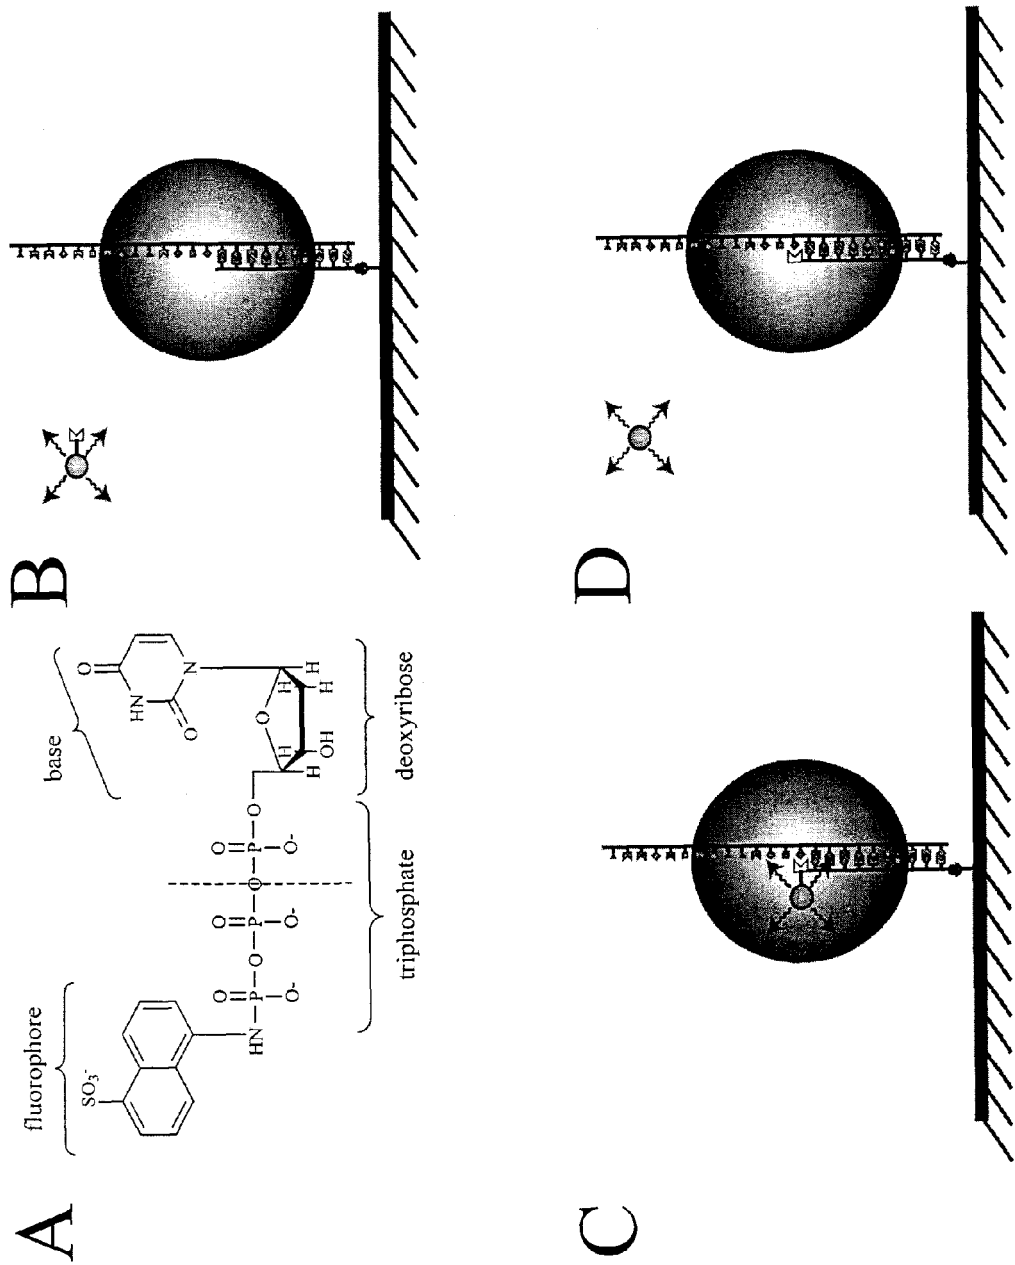 A
fluorophore
base
SO₃⁻
HN
O
P
O⁻
O
O
P
O⁻
O
O
P
O⁻
O
O
O
HN
N
O
H
H
H
H
H
OH
triphosphate
deoxyribose
B
C
D